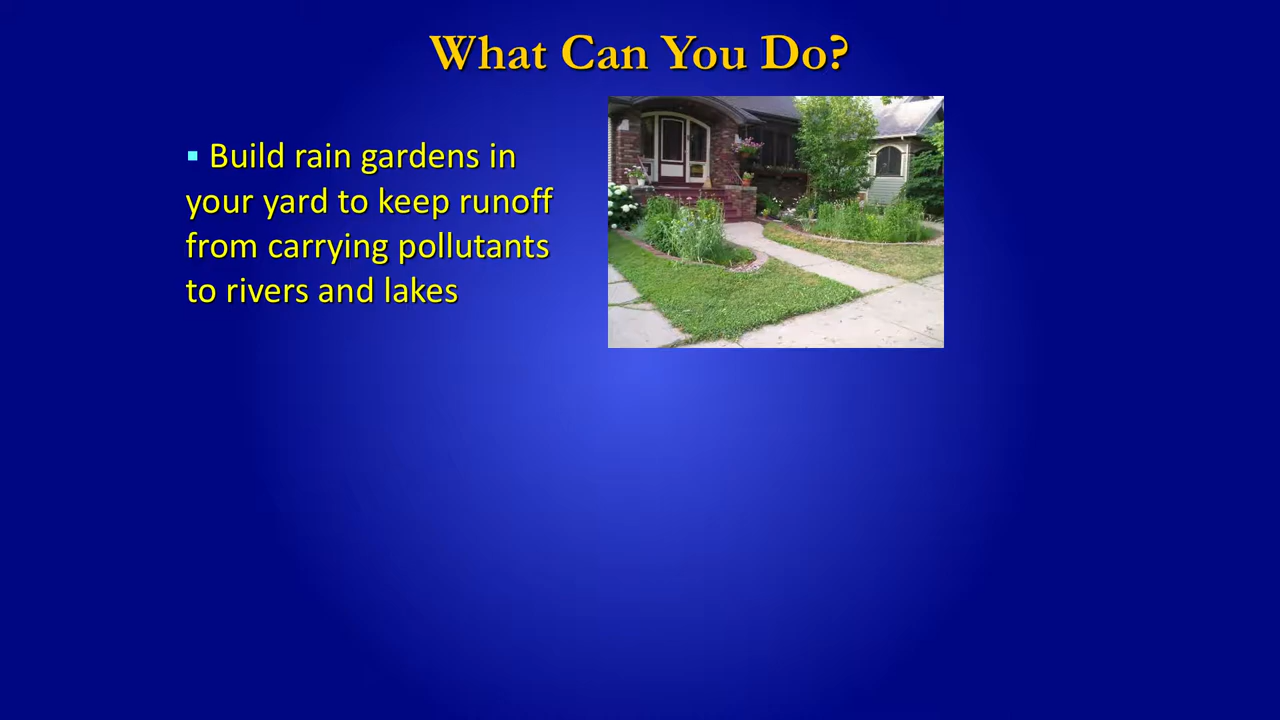 What Can You Do?
▪ Build rain gardens in
your yard to keep runoff
from carrying pollutants
to rivers and lakes